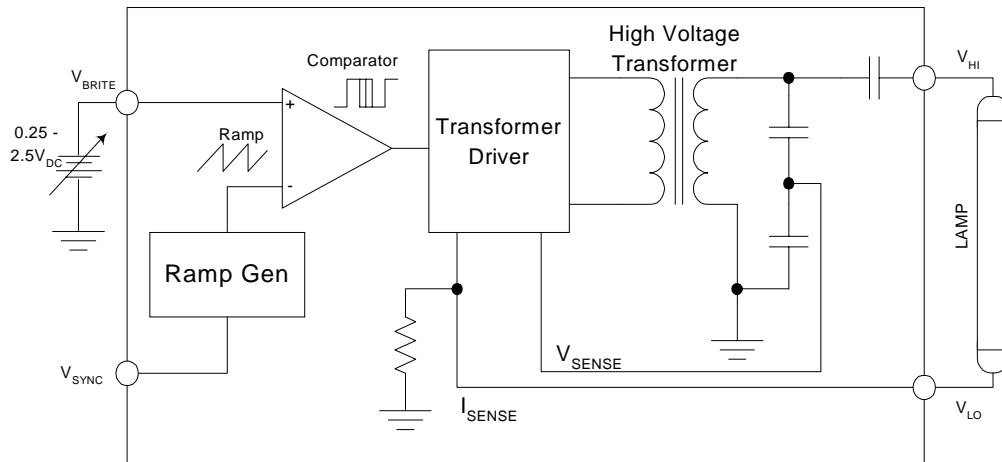 High Voltage
Transformer
Comparator
V_HI
V_BRITE
+
Transformer
Driver
0.25 -
2.5V_DC
Ramp
-
LAMP
Ramp Gen
V_SENSE
V_SYNC
I_SENSE
V_LO